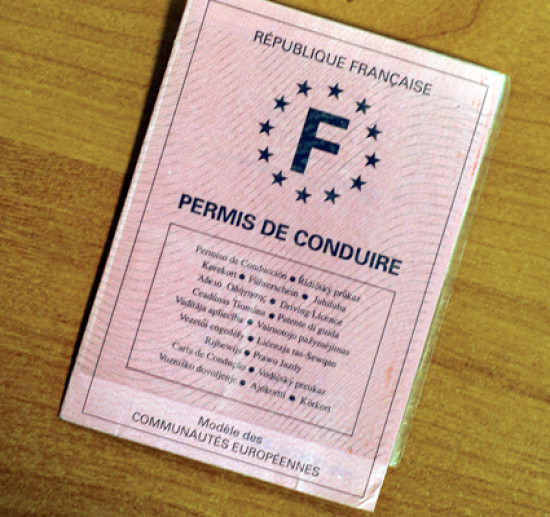 RÉPUBLIQUE FRANÇAISE
F
PERMIS DE CONDUIRE
Permiso de Conducción ● Řidičský průkaz
Kørekort ● Führerschein ● Juhiluba
Άδεια Οδήγησης ● Driving Licence
Ceadúnas Tiomána ● Patente di guida
Vadītāja apliecība ● Vairuotojo pažymėjimas
Vezetői engedély ● Liċenzja tas-Sewqan
Rijbewijs ● Prawo Jazdy
Carta de Condução ● Vodičský preukaz
Vozniško dovoljenje ● Ajokortti ● Körkort
Modèle des
COMMUNAUTÉS EUROPÉENNES